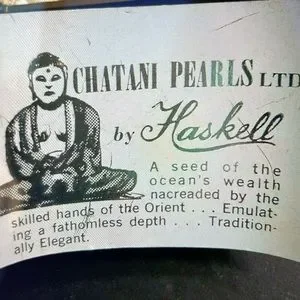 CHATANI PEARLS LTD
by Haskell
A seed of the
ocean's wealth
nacreaded by the
skilled hands of the Orient . . . Emulat-
ing a fathomless depth . . . Tradition-
ally Elegant.